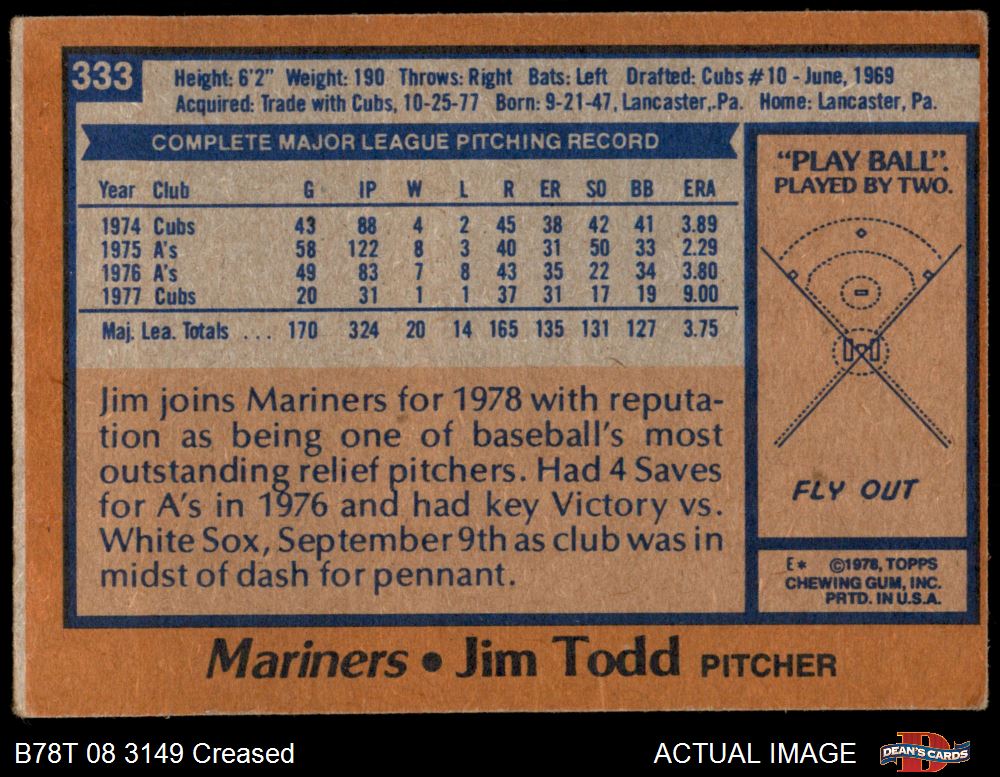 333
Height: 6'2" Weight: 190 Throws: Right Bats: Left Drafted: Cubs #10 - June, 1969
Acquired: Trade with Cubs, 10-25-77 Born: 9-21-47, Lancaster, Pa. Home: Lancaster, Pa.
COMPLETE MAJOR LEAGUE PITCHING RECORD
Year Club G IP W L R ER SO BB ERA
1974 Cubs 43 88 4 2 45 38 42 41 3.89
1975 A's 58 122 8 3 40 31 50 33 2.29
1976 A's 49 83 7 8 43 35 22 34 3.80
1977 Cubs 20 31 1 1 37 31 17 19 9.00
Maj. Lea. Totals ... 170 324 20 14 165 135 131 127 3.75
Jim joins Mariners for 1978 with reputa-
tion as being one of baseball's most
outstanding relief pitchers. Had 4 Saves
for A's in 1976 and had key Victory vs.
White Sox, September 9th as club was in
midst of dash for pennant.
"PLAY BALL".
PLAYED BY TWO.
FLY OUT
E* ©1978, TOPPS
CHEWING GUM, INC.
PRTD. IN U.S.A.
Mariners • Jim Todd PITCHER
B78T 08 3149 Creased
ACTUAL IMAGE
DEAN'S CARDS